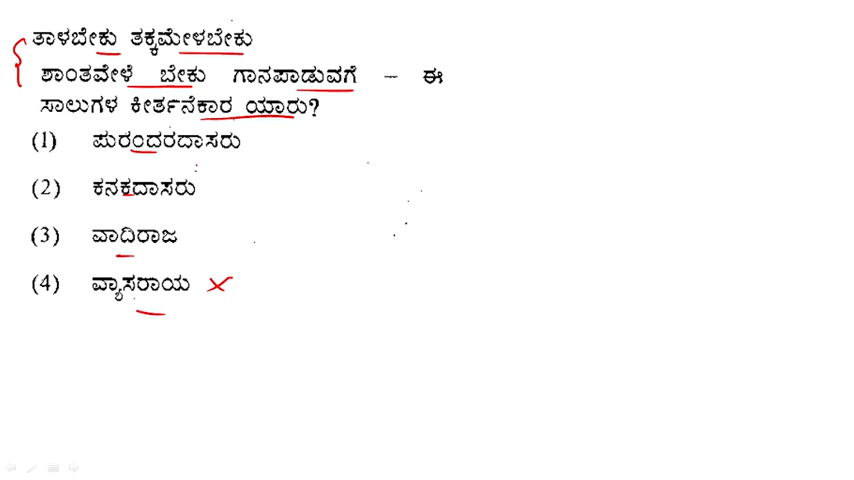 ತಾಳಬೇಕು ತಕ್ಕಮೇಳಬೇಕು
ಶಾಂತವೇಳೆ ಬೇಕು ಗಾನಪಾಡುವಗೆ – ಈ
ಸಾಲುಗಳ ಕೀರ್ತನೆಕಾರ ಯಾರು?
(1) ಪುರಂದರದಾಸರು
(2) ಕನಕದಾಸರು
(3) ವಾದಿರಾಜ
(4) ವ್ಯಾಸರಾಯ